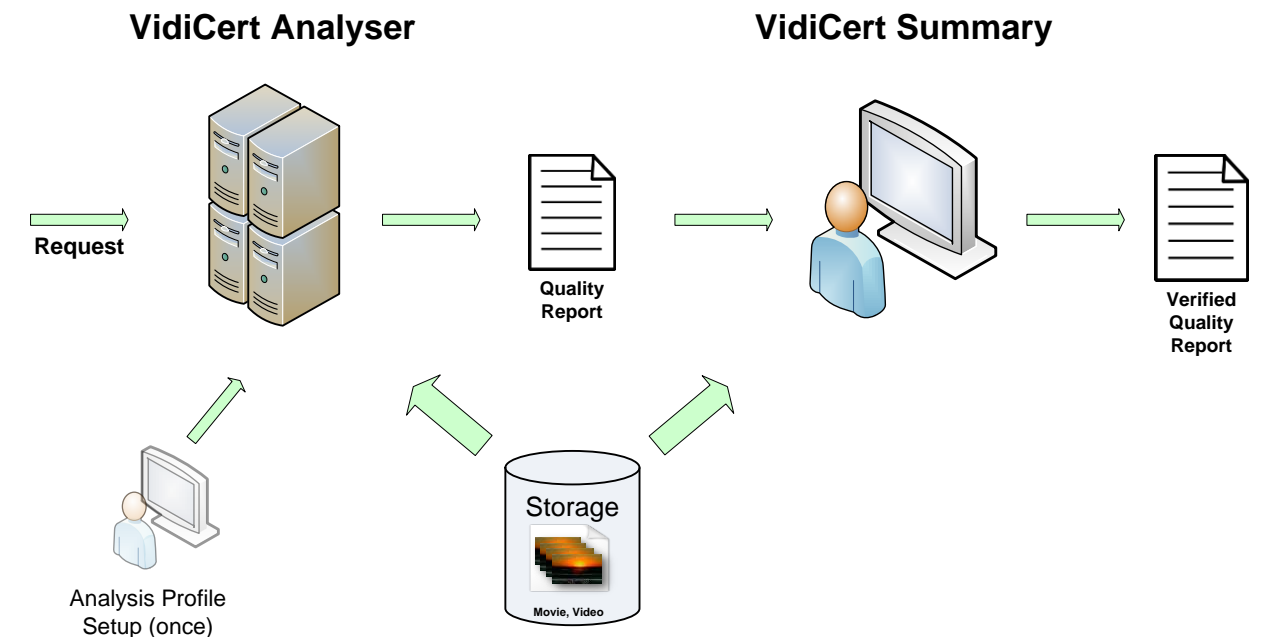 VidiCert Analyser
VidiCert Summary
Request
Quality
Report
Verified
Quality
Report
Storage
Movie, Video
Analysis Profile
Setup (once)